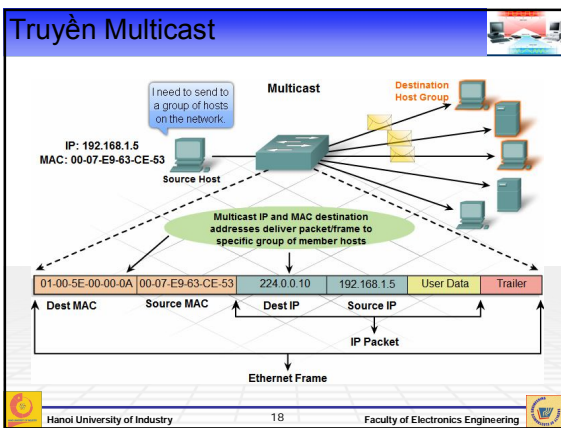 Truyền Multicast
I need to send to
a group of hosts
on the network.
Multicast
Destination
Host Group
IP: 192.168.1.5
MAC: 00-07-E9-63-CE-53
Source Host
Multicast IP and MAC destination
addresses deliver packet/frame to
specific group of member hosts
01-00-5E-00-00-0A 00-07-E9-63-CE-53 224.0.0.10 192.168.1.5 User Data Trailer
Dest MAC Source MAC Dest IP Source IP
IP Packet
Ethernet Frame
Hanoi University of Industry 18 Faculty of Electronics Engineering